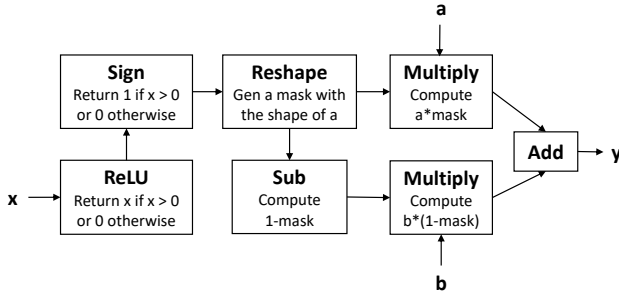 a
Sign
Return 1 if x > 0
or 0 otherwise
Reshape
Gen a mask with
the shape of a
Multiply
Compute
a*mask
Add
y
x
ReLU
Return x if x > 0
or 0 otherwise
Sub
Compute
1-mask
Multiply
Compute
b*(1-mask)
b